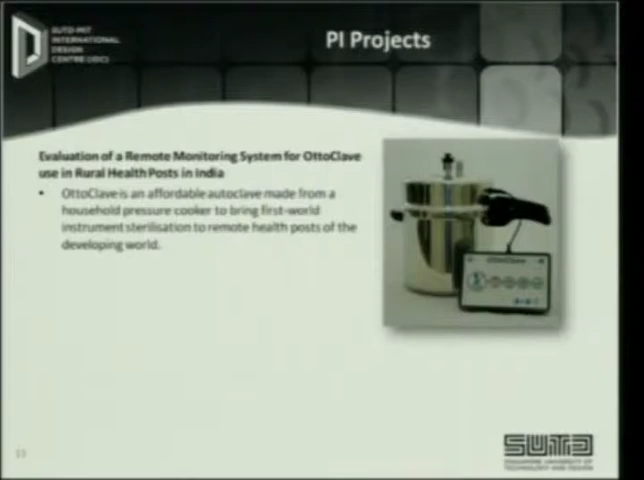 SUTD-MIT
INTERNATIONAL
DESIGN
CENTRE (IDC)
PI Projects
Evaluation of a Remote Monitoring System for OttoClave
use in Rural Health Posts in India
• OttoClave is an affordable autoclave made from a
household pressure cooker to bring first-world
instrument sterilisation to remote health posts of the
developing world.
OttoClave
13
SUTD
SINGAPORE UNIVERSITY OF
TECHNOLOGY AND DESIGN